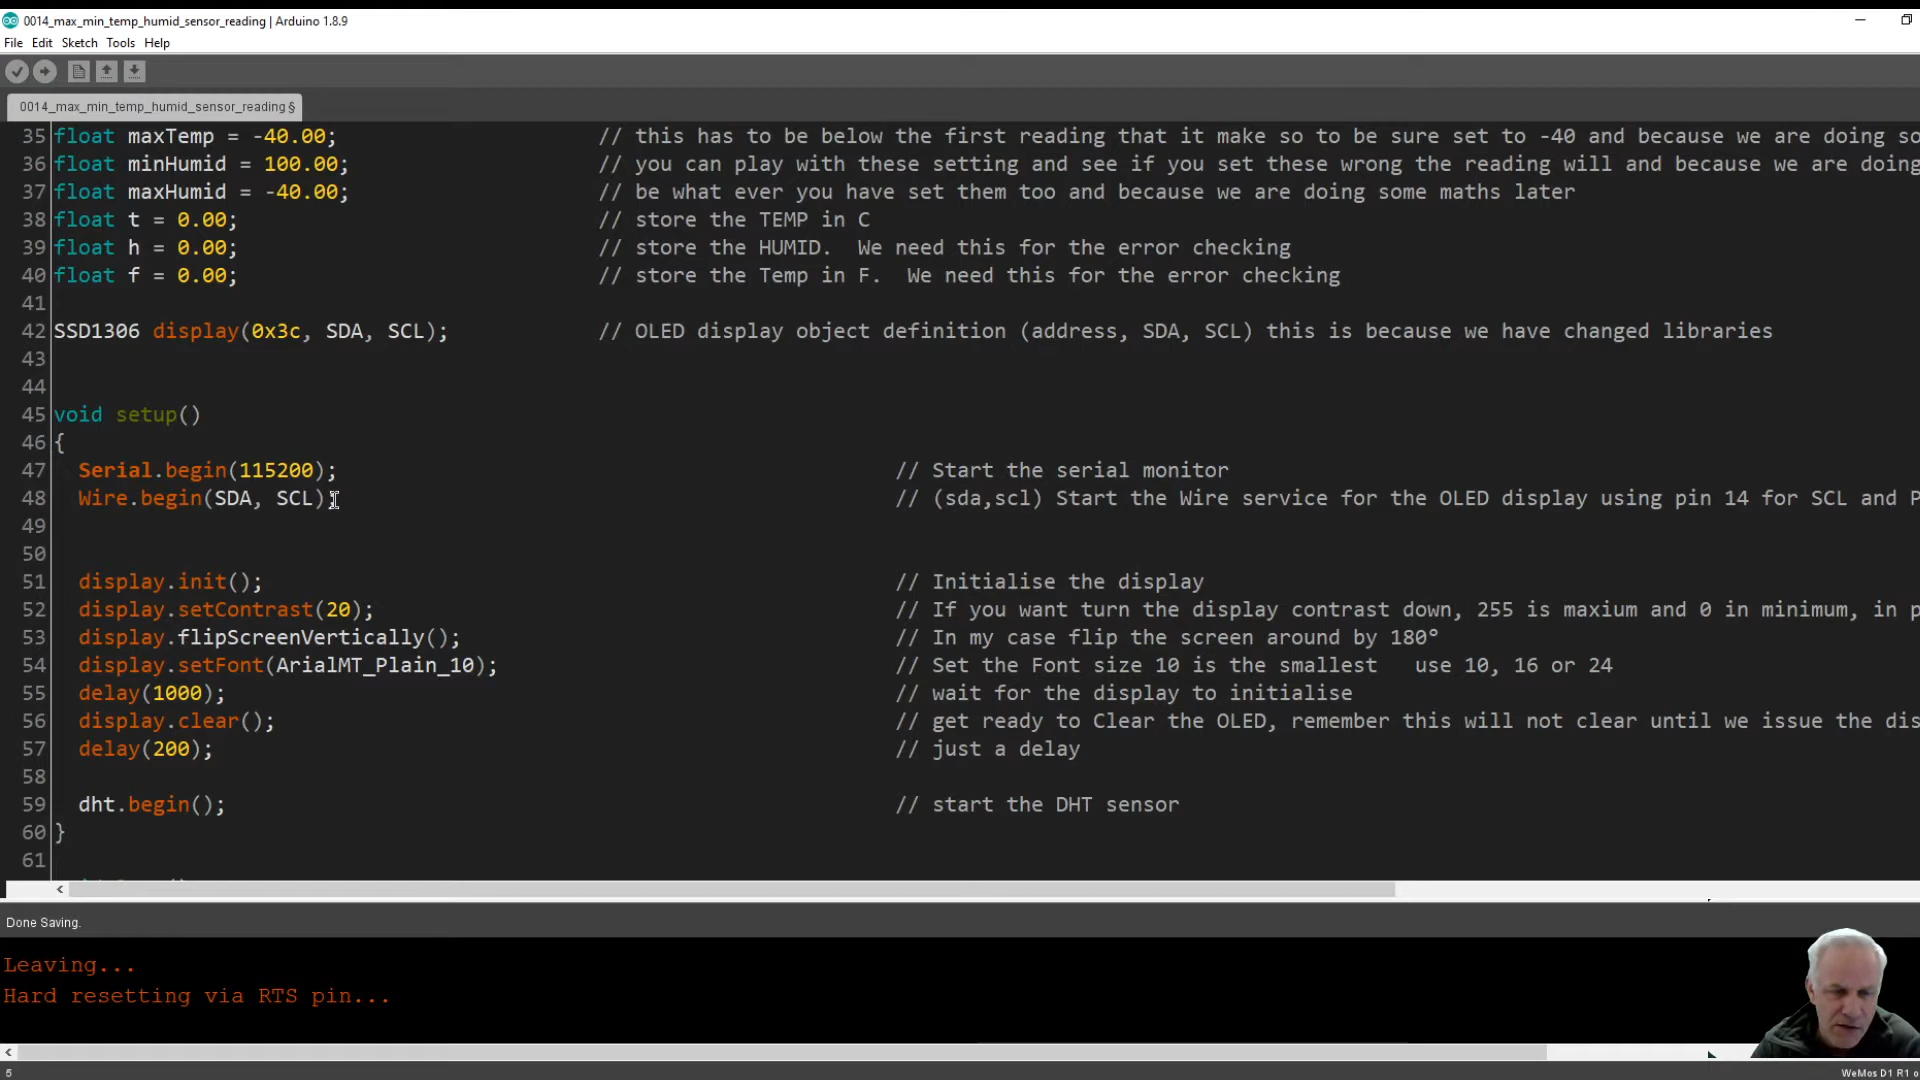 0014_max_min_temp_humid_sensor_reading | Arduino 1.8.9
File Edit Sketch Tools Help
0014_max_min_temp_humid_sensor_reading §
35 float maxTemp = -40.00; // this has to be below the first reading that it make so to be sure set to -40 and because we are doing so
36 float minHumid = 100.00; // you can play with these setting and see if you set these wrong the reading will and because we are doing
37 float maxHumid = -40.00; // be what ever you have set them too and because we are doing some maths later
38 float t = 0.00; // store the TEMP in C
39 float h = 0.00; // store the HUMID. We need this for the error checking
40 float f = 0.00; // store the Temp in F. We need this for the error checking
41
42 SSD1306 display(0x3c, SDA, SCL); // OLED display object definition (address, SDA, SCL) this is because we have changed libraries
43
44
45 void setup()
46 {
47 Serial.begin(115200); // Start the serial monitor
48 Wire.begin(SDA, SCL); // (sda,scl) Start the Wire service for the OLED display using pin 14 for SCL and P
49
50
51 display.init(); // Initialise the display
52 display.setContrast(20); // If you want turn the display contrast down, 255 is maxium and 0 in minimum, in p
53 display.flipScreenVertically(); // In my case flip the screen around by 180°
54 display.setFont(ArialMT_Plain_10); // Set the Font size 10 is the smallest use 10, 16 or 24
55 delay(1000); // wait for the display to initialise
56 display.clear(); // get ready to Clear the OLED, remember this will not clear until we issue the dis
57 delay(200); // just a delay
58
59 dht.begin(); // start the DHT sensor
60 }
61
Done Saving.
Leaving...
Hard resetting via RTS pin...
5 WeMos D1 R1 o